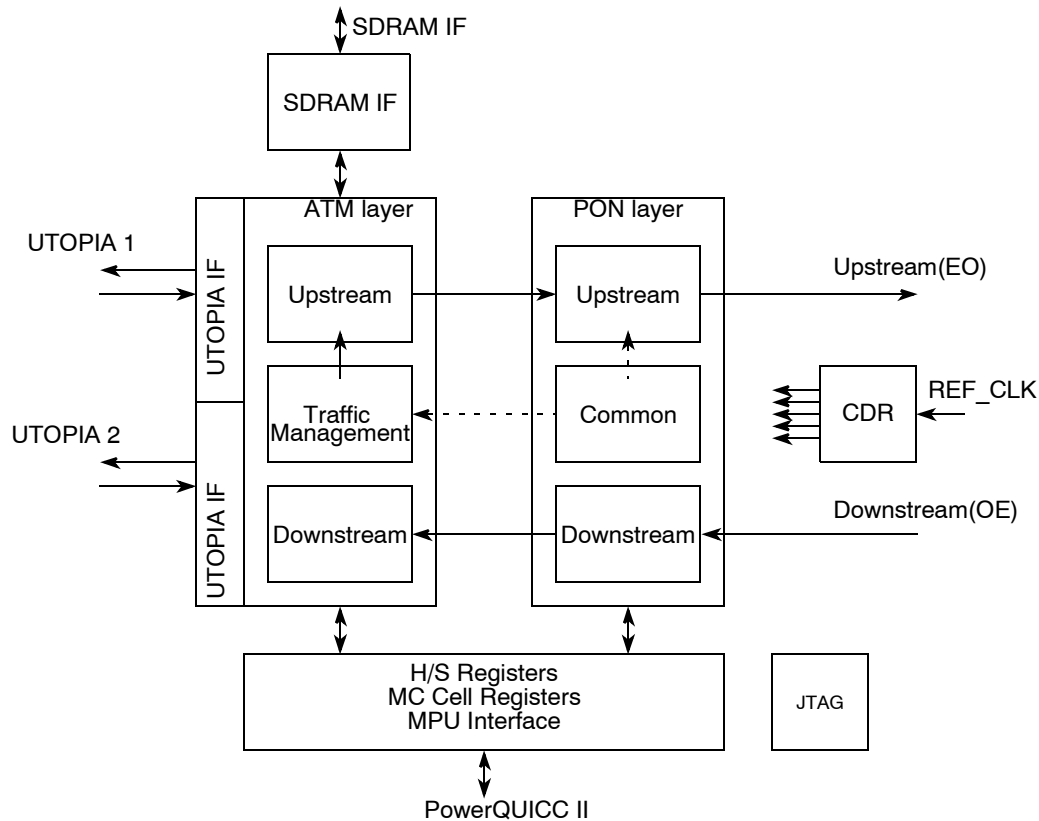 SDRAM IF
SDRAM IF
ATM layer
PON layer
UTOPIA 1
UTOPIA IF
Upstream
Upstream
Upstream(EO)
Traffic
Management
Common
CDR
REF_CLK
UTOPIA 2
UTOPIA IF
Downstream
Downstream
Downstream(OE)
H/S Registers
MC Cell Registers
MPU Interface
JTAG
PowerQUICC II